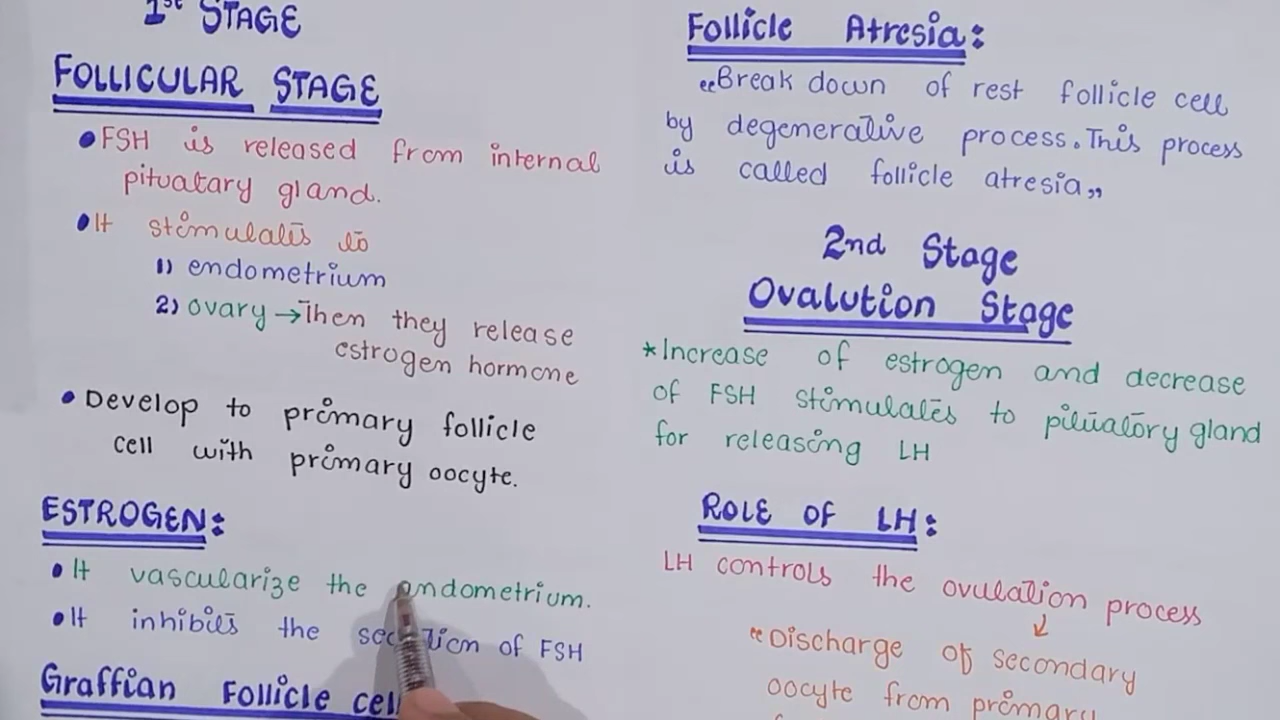 1st STAGE
FOLLICULAR STAGE
•FSH is released from internal
pituatary gland.
•It stimulates to
1) endometrium
2) ovary → Then they release
estrogen hormone
• Develop to primary follicle
cell with primary oocyte.
ESTROGEN:
•It vascularize the endometrium.
•It inhibits the of FSH
Graffian Follicle cell
Follicle Atresia:
"Break down of rest follicle cell
by degenerative process. This process
is called follicle atresia"
2nd Stage
Ovalution Stage
*Increase of estrogen and decrease
of FSH stimulates to pituatory gland
for releasing LH
ROLE OF LH:
LH controls the ovulation process
↓
"Discharge of secondary
oocyte from primary